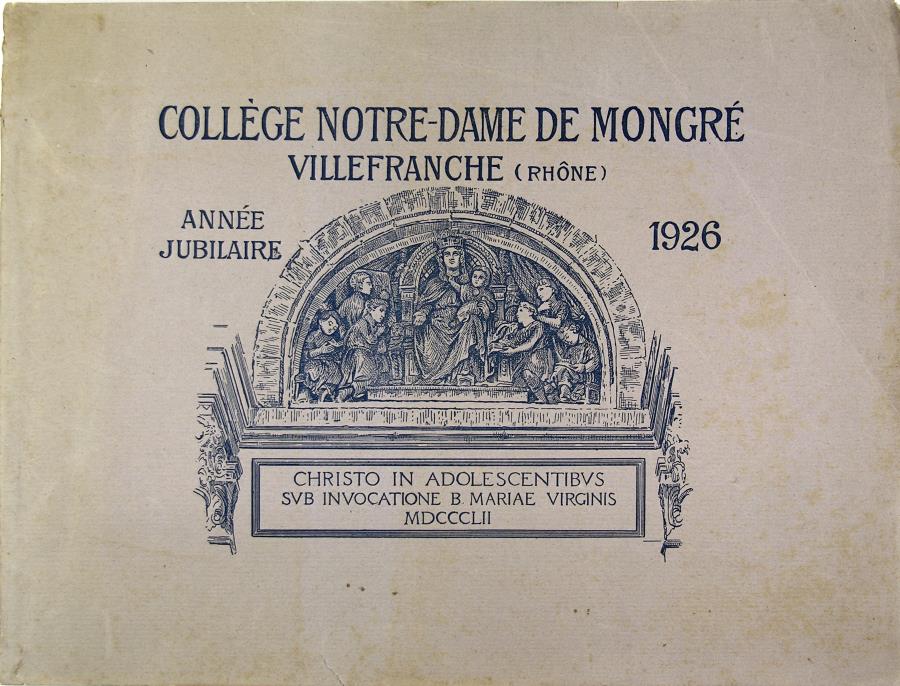 COLLÈGE NOTRE-DAME DE MONGRÉ
VILLEFRANCHE (RHÔNE)
ANNÉE
JUBILAIRE
1926
CHRISTO IN ADOLESCENTIBVS
SVB INVOCATIONE B. MARIAE VIRGINIS
MDCCCLII